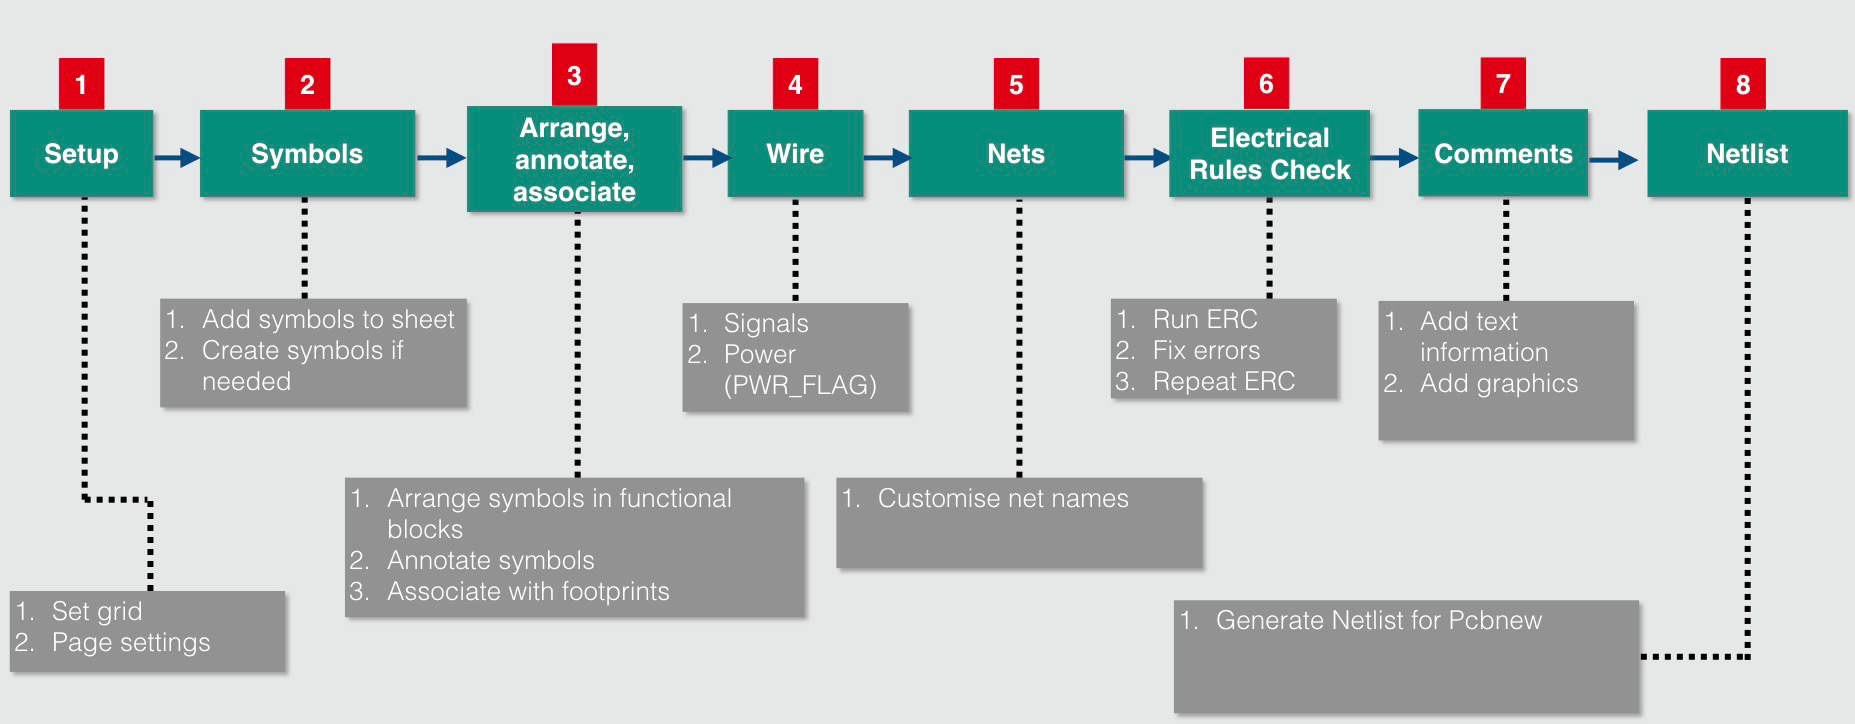 1
2
3
4
5
6
7
8
Setup
Symbols
Arrange,
annotate,
associate
Wire
Nets
Electrical
Rules Check
Comments
Netlist
1. Add symbols to sheet
2. Create symbols if
needed
1. Signals
2. Power
(PWR_FLAG)
1. Run ERC
2. Fix errors
3. Repeat ERC
1. Add text
information
2. Add graphics
1. Arrange symbols in functional
blocks
2. Annotate symbols
3. Associate with footprints
1. Customise net names
1. Set grid
2. Page settings
1. Generate Netlist for Pcbnew